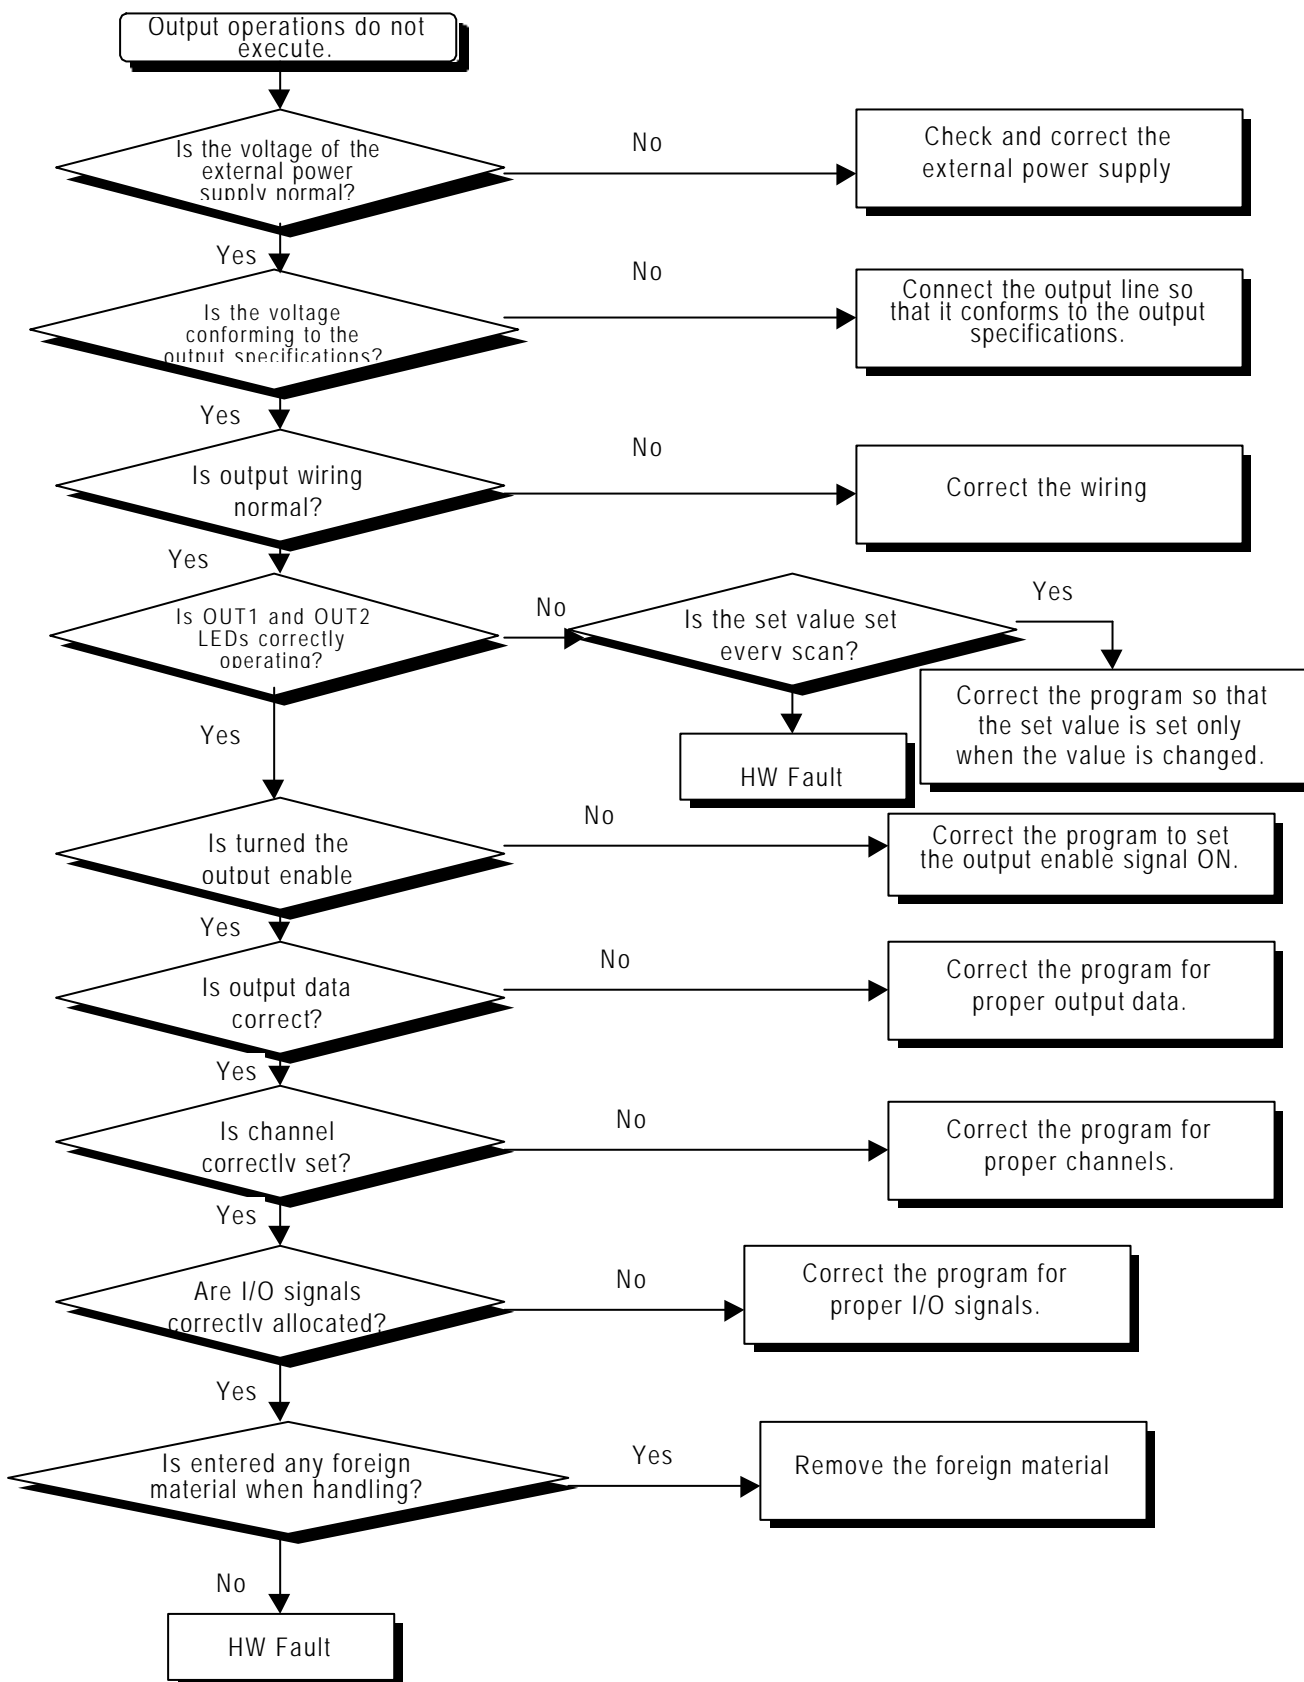 Output operations do not
execute.
Is the voltage of the
external power
supply normal?
No
Check and correct the
external power supply
Yes
Is the voltage
conforming to the
output specifications?
No
Connect the output line so
that it conforms to the output
specifications.
Yes
Is output wiring
normal?
No
Correct the wiring
Yes
Is OUT1 and OUT2
LEDs correctly
operating?
No
Is the set value set
every scan?
Yes
Correct the program so that
the set value is set only
when the value is changed.
HW Fault
Yes
Is turned the
output enable
No
Correct the program to set
the output enable signal ON.
Yes
Is output data
correct?
No
Correct the program for
proper output data.
Yes
Is channel
correctly set?
No
Correct the program for
proper channels.
Yes
Are I/O signals
correctly allocated?
No
Correct the program for
proper I/O signals.
Yes
Is entered any foreign
material when handling?
Yes
Remove the foreign material
No
HW Fault